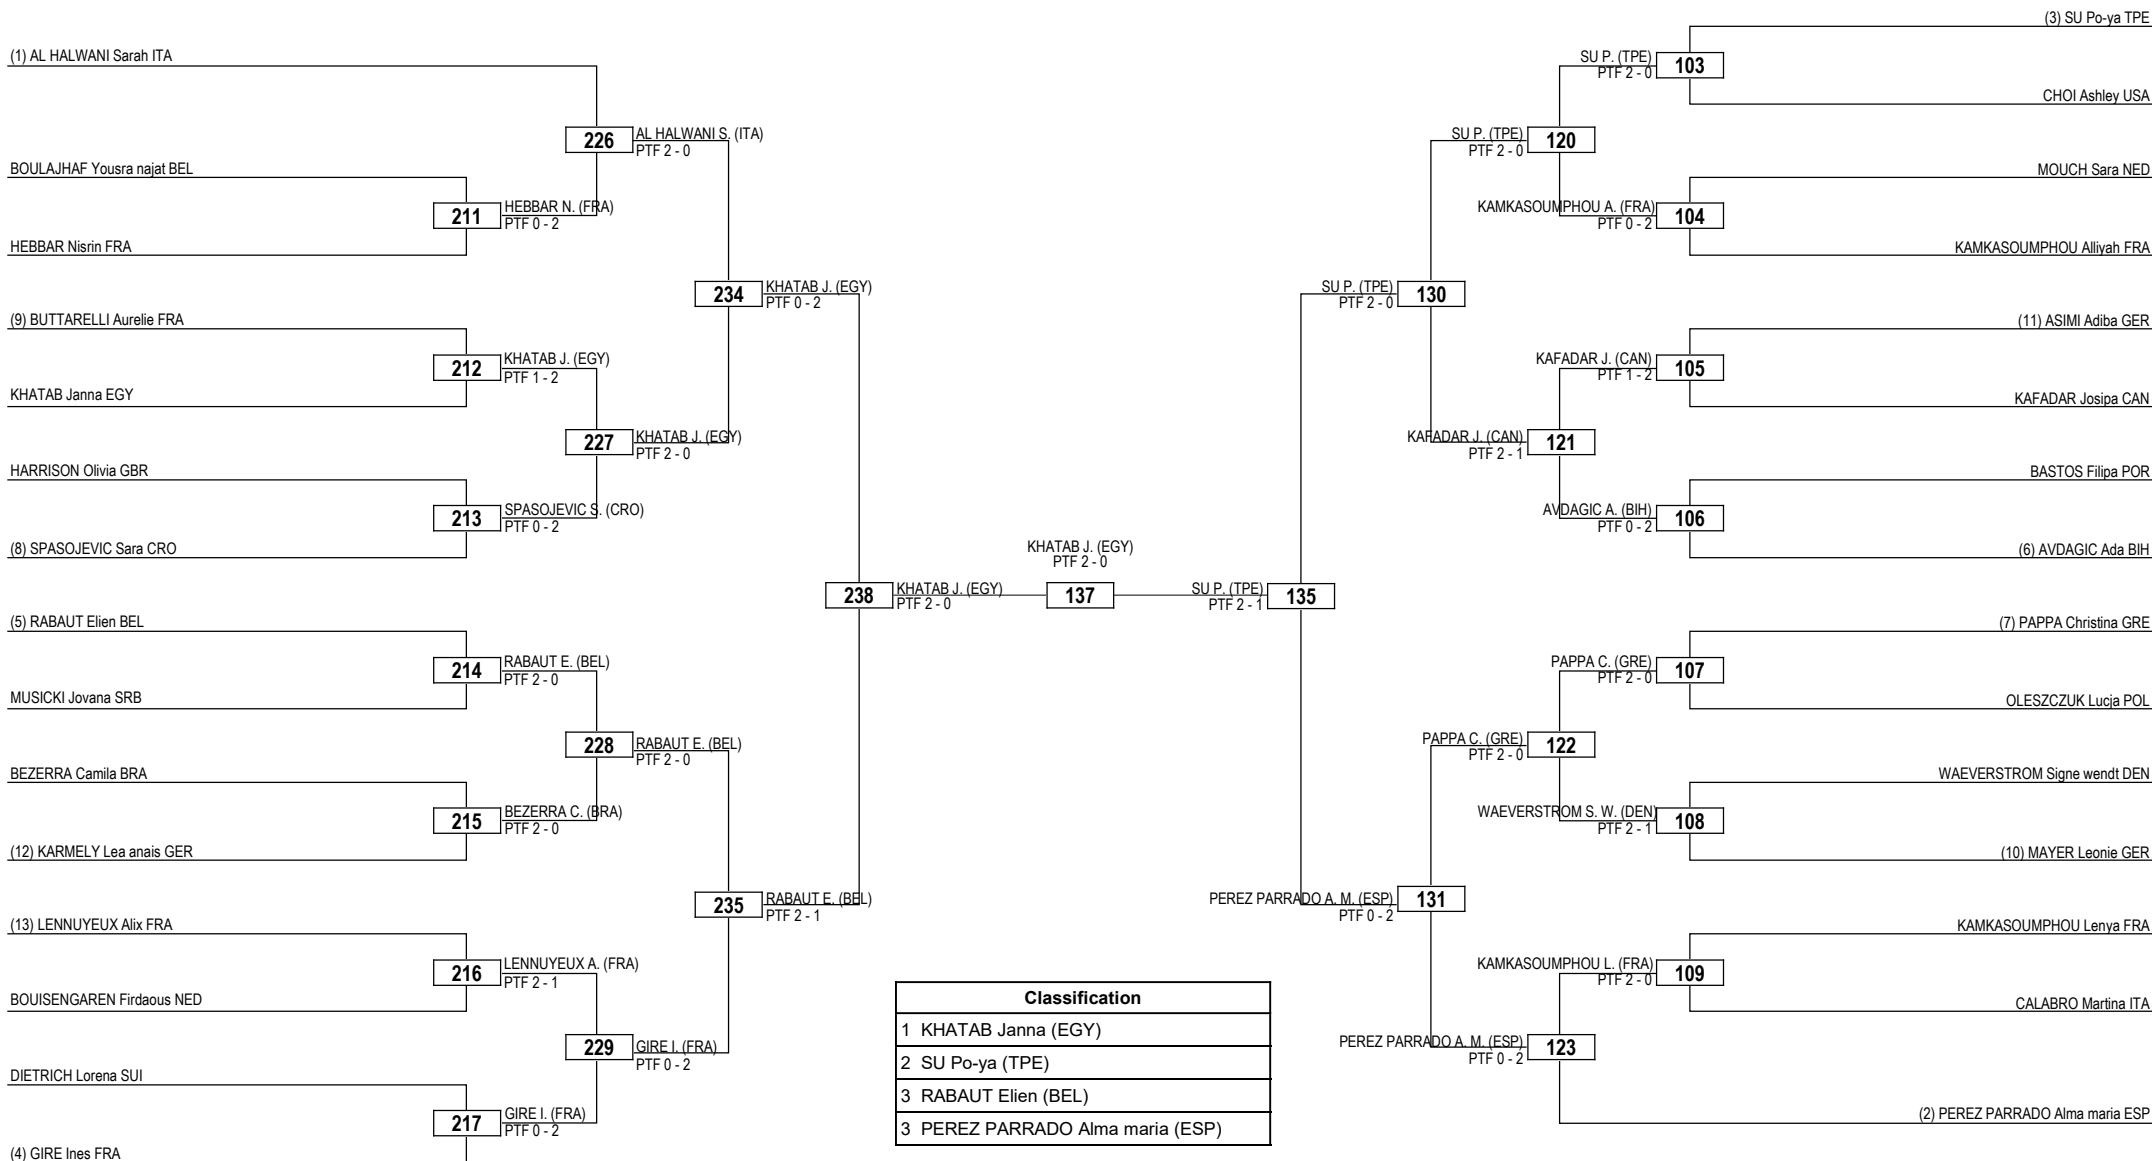 (1) AL HALWANI Sarah ITA
BOULAJHAF Yousra najat BEL
HEBBAR Nisrin FRA
(9) BUTTARELLI Aurelie FRA
KHATAB Janna EGY
HARRISON Olivia GBR
(8) SPASOJEVIC Sara CRO
(5) RABAUT Elien BEL
MUSICKI Jovana SRB
BEZERRA Camila BRA
(12) KARMELY Lea anais GER
(13) LENNUYEUX Alix FRA
BOUISENGAREN Firdaous NED
DIETRICH Lorena SUI
(4) GIRE Ines FRA
211
HEBBAR N. (FRA)
PTF 0 - 2
212
KHATAB J. (EGY)
PTF 1 - 2
213
SPASOJEVIC S. (CRO)
PTF 0 - 2
214
RABAUT E. (BEL)
PTF 2 - 0
215
BEZERRA C. (BRA)
PTF 2 - 0
216
LENNUYEUX A. (FRA)
PTF 2 - 1
217
GIRE I. (FRA)
PTF 0 - 2
226
AL HALWANI S. (ITA)
PTF 2 - 0
227
KHATAB J. (EGY)
PTF 2 - 0
228
RABAUT E. (BEL)
PTF 2 - 0
229
GIRE I. (FRA)
PTF 0 - 2
234
KHATAB J. (EGY)
PTF 0 - 2
235
RABAUT E. (BEL)
PTF 2 - 1
238
KHATAB J. (EGY)
PTF 2 - 0
KHATAB J. (EGY)
PTF 2 - 0
137
SU P. (TPE)
PTF 2 - 1
135
SU P. (TPE)
PTF 2 - 0
130
PEREZ PARRADO A. M. (ESP)
PTF 0 - 2
131
SU P. (TPE)
PTF 2 - 0
120
KAFADAR J. (CAN)
PTF 2 - 1
121
PAPPA C. (GRE)
PTF 2 - 0
122
PEREZ PARRADO A. M. (ESP)
PTF 0 - 2
123
SU P. (TPE)
PTF 2 - 0
103
KAMKASOUMPHOU A. (FRA)
PTF 0 - 2
104
KAFADAR J. (CAN)
PTF 1 - 2
105
AVDAGIC A. (BIH)
PTF 0 - 2
106
PAPPA C. (GRE)
PTF 2 - 0
107
WAEVERSTROM S. W. (DEN)
PTF 2 - 1
108
KAMKASOUMPHOU L. (FRA)
PTF 2 - 0
109
(3) SU Po-ya TPE
CHOI Ashley USA
MOUCH Sara NED
KAMKASOUMPHOU Alliyah FRA
(11) ASIMI Adiba GER
KAFADAR Josipa CAN
BASTOS Filipa POR
(6) AVDAGIC Ada BIH
(7) PAPPA Christina GRE
OLESZCZUK Lucja POL
WAEVERSTROM Signe wendt DEN
(10) MAYER Leonie GER
KAMKASOUMPHOU Lenya FRA
CALABRO Martina ITA
(2) PEREZ PARRADO Alma maria ESP
Classification
1 KHATAB Janna (EGY)
2 SU Po-ya (TPE)
3 RABAUT Elien (BEL)
3 PEREZ PARRADO Alma maria (ESP)